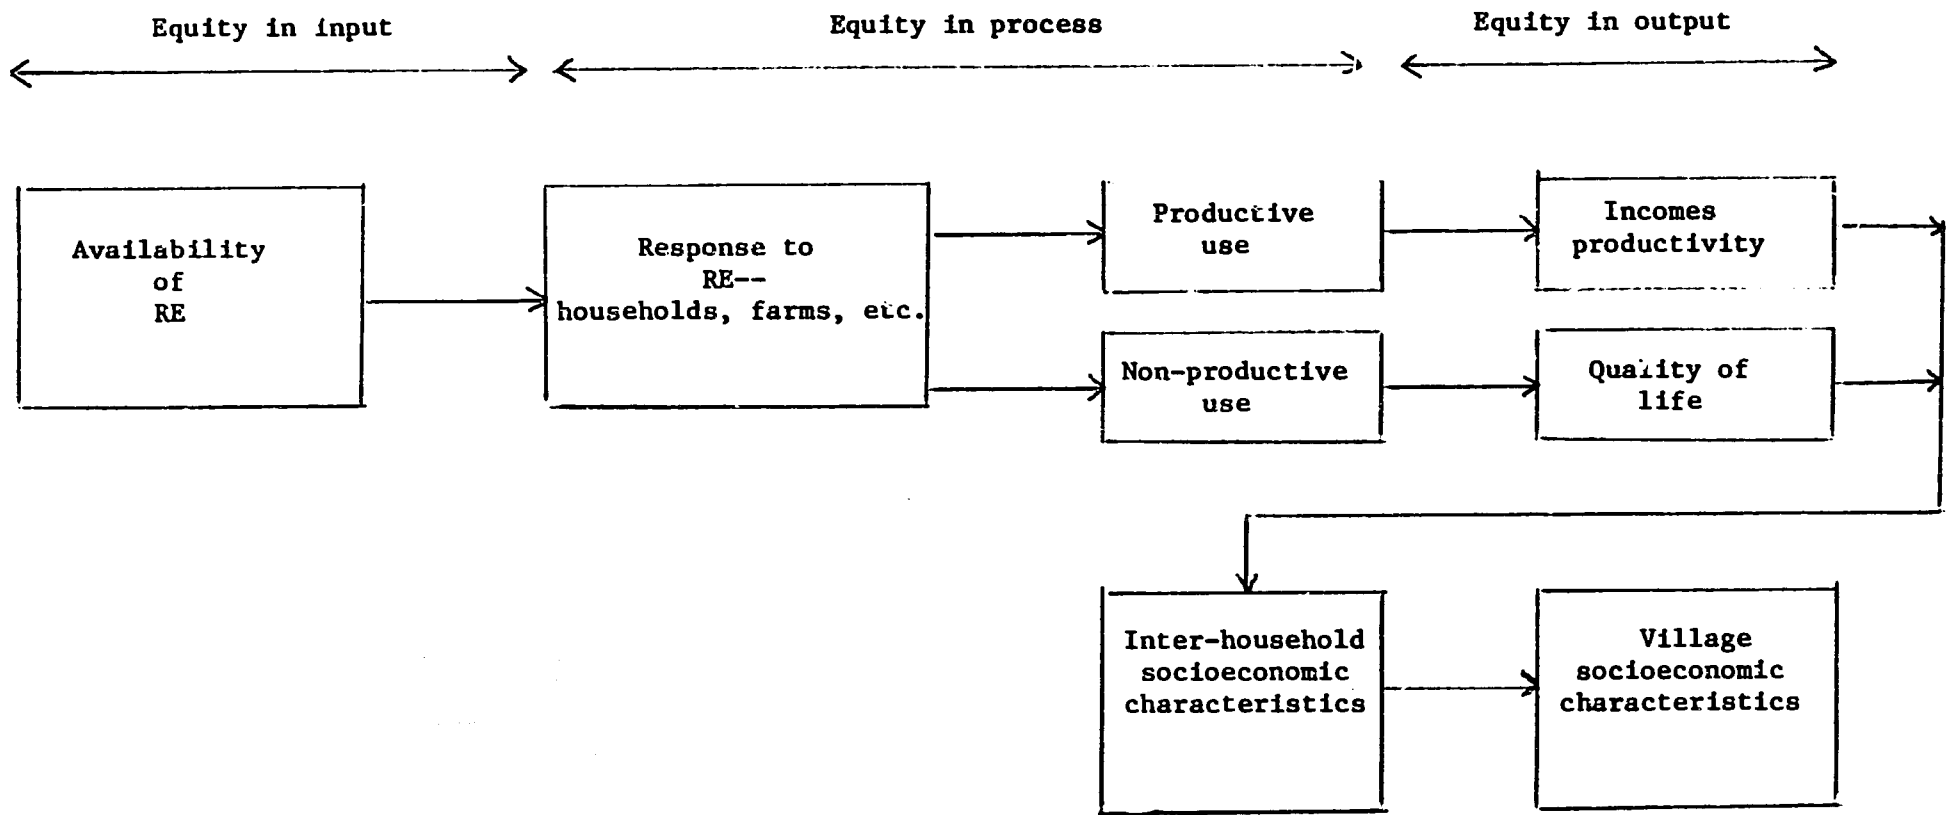 Equity in input
Equity in process
Equity in output
Availability
of
RE
Response to
RE--
households, farms, etc.
Productive
use
Non-productive
use
Incomes
productivity
Quality of
life
Inter-household
socioeconomic
characteristics
Village
socioeconomic
characteristics